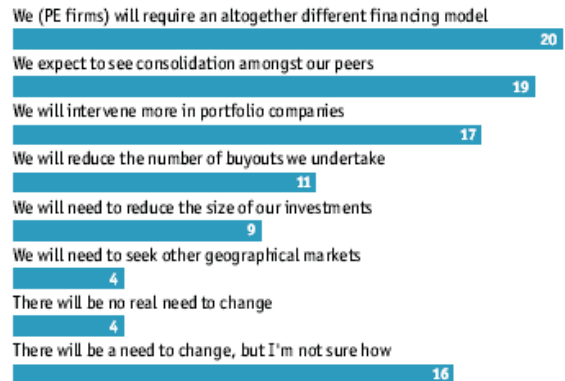 We (PE firms) will require an altogether different financing model
20
We expect to see consolidation amongst our peers
19
We will intervene more in portfolio companies
17
We will reduce the number of buyouts we undertake
11
We will need to reduce the size of our investments
9
We will need to seek other geographical markets
4
There will be no real need to change
4
There will be a need to change, but I'm not sure how
16